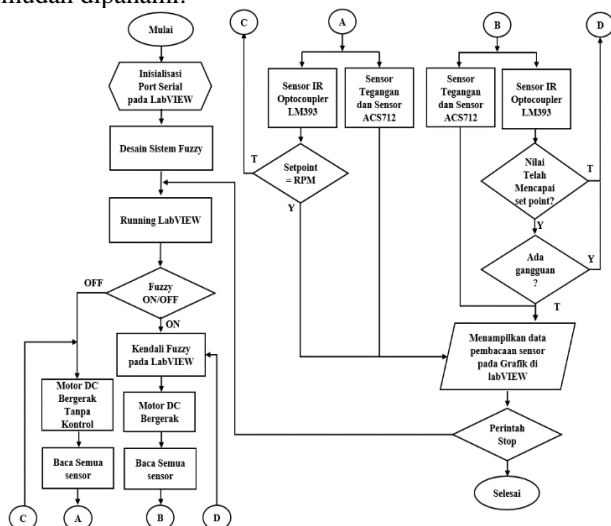 mudah dipahami.
Mulai
Inisialisasi
Port Serial
pada LabVIEW
Desain Sistem Fuzzy
Running LabVIEW
Fuzzy
ON/OFF
OFF
ON
Kendali Fuzzy
pada LabVIEW
Motor DC
Bergerak
Tanpa
Kontrol
Motor DC
Bergerak
Baca Semua
sensor
Baca Semua
sensor
C
A
B
D
C
A
B
D
Sensor IR
Optocoupler
LM393
Sensor
Tegangan
dan Sensor
ACS712
Setpoint
= RPM
T
Y
Sensor
Tegangan
dan Sensor
ACS712
Sensor IR
Optocoupler
LM393
Nilai
Telah
Mencapai
set point?
T
Y
Ada
gangguan
?
Y
T
Menampilkan data
pembacaan sensor
pada Grafik di
labVIEW
Perintah
Stop
Selesai